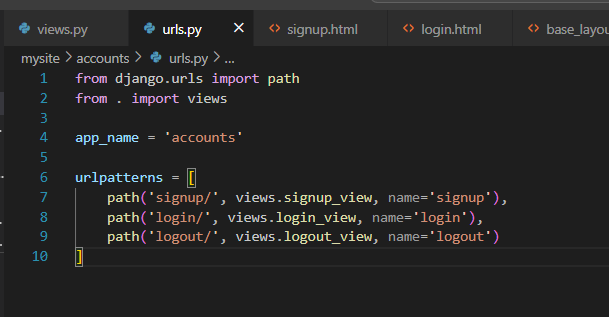 views.py urls.py signup.html login.html base_layou
mysite > accounts > urls.py > ...
1 from django.urls import path
2 from . import views
3
4 app_name = 'accounts'
5
6 urlpatterns = [
7 path('signup/', views.signup_view, name='signup'),
8 path('login/', views.login_view, name='login'),
9 path('logout/', views.logout_view, name='logout')
10 ]